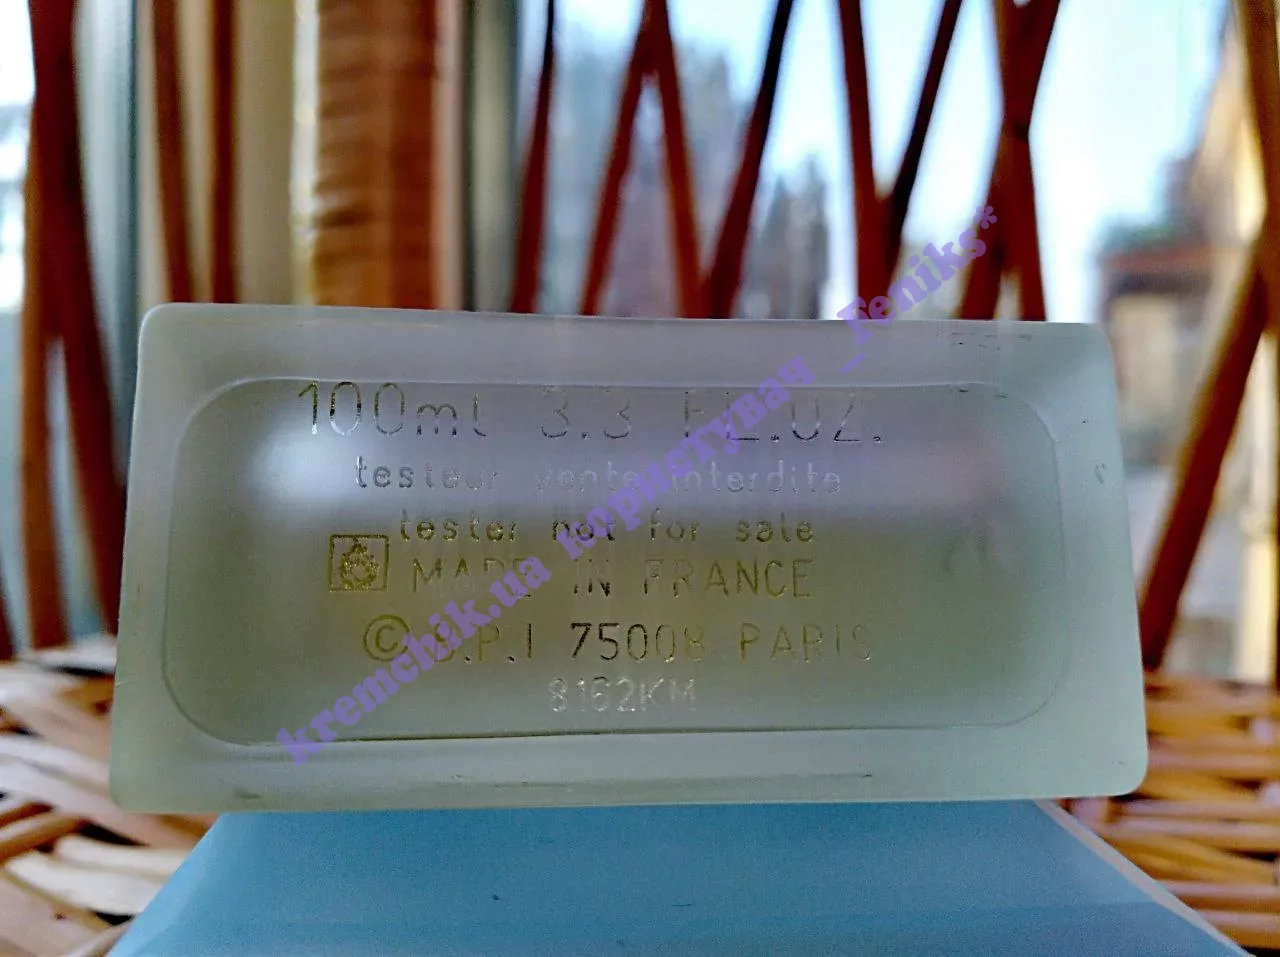 100ml 3.3 FL.OZ.
testeur vente interdite
tester not for sale
MADE IN FRANCE
© B.P.I 75008 PARIS
8162KM
kremchik.ua корисТуВач _Feniks*